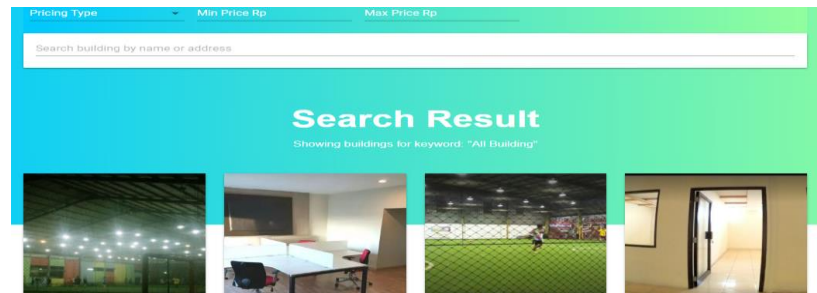 Pricing Type Min Price Rp Max Price Rp
Search building by name or address
Search Result
Showing buildings for keyword: "All Building"